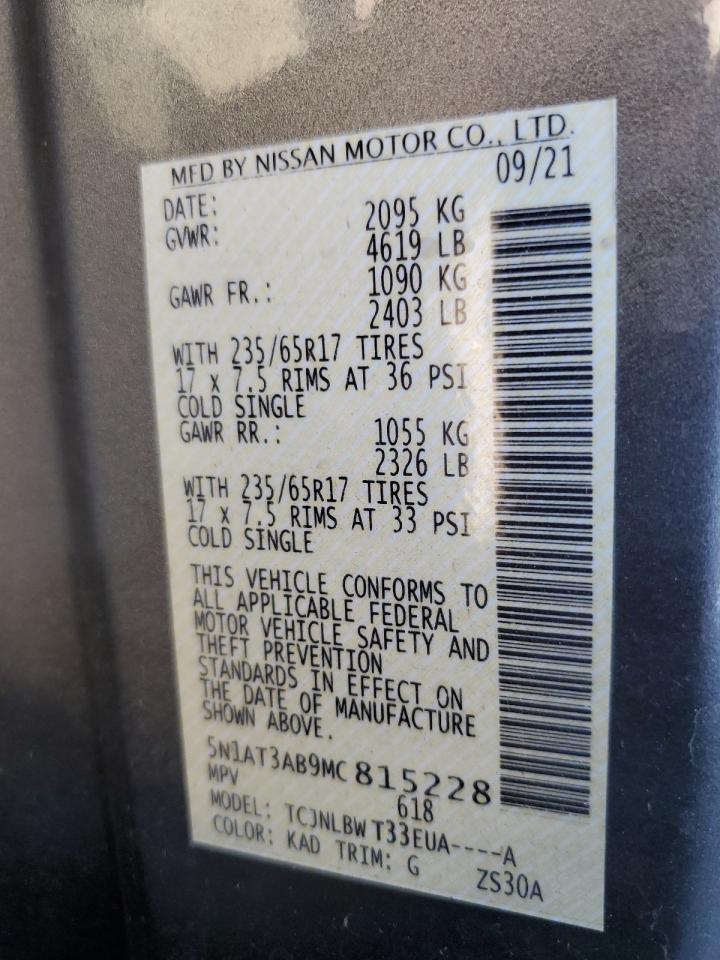 MFD BY NISSAN MOTOR CO., LTD.
DATE: 09/21
GVWR: 2095 KG
4619 LB
GAWR FR.: 1090 KG
2403 LB
WITH 235/65R17 TIRES
17 x 7.5 RIMS AT 36 PSI
COLD SINGLE
GAWR RR.: 1055 KG
2326 LB
WITH 235/65R17 TIRES
17 x 7.5 RIMS AT 33 PSI
COLD SINGLE
THIS VEHICLE CONFORMS TO
ALL APPLICABLE FEDERAL
MOTOR VEHICLE SAFETY AND
THEFT PREVENTION
STANDARDS IN EFFECT ON
THE DATE OF MANUFACTURE
SHOWN ABOVE.
5N1AT3AB9MC815228
MPV 618
MODEL: TCJNLBWT33EUA----A
COLOR: KAD TRIM: G ZS30A